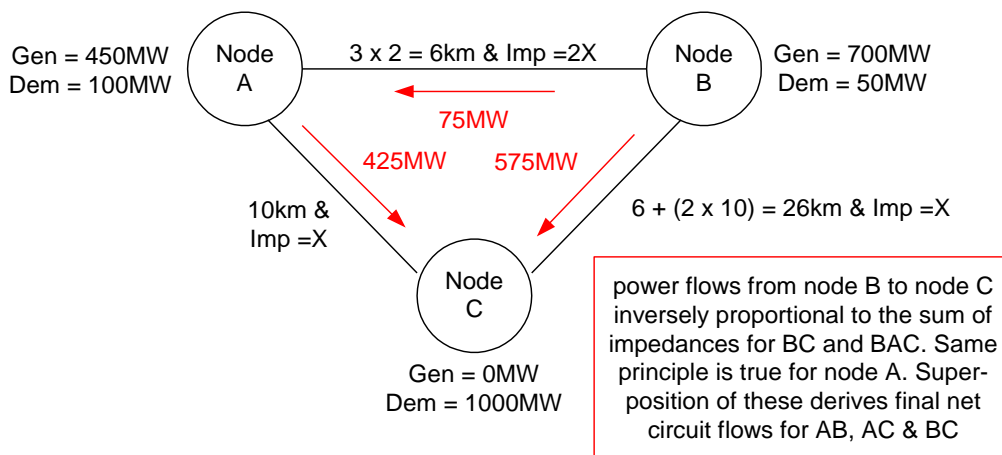 Gen = 450MW
Dem = 100MW
Node
A
3 x 2 = 6km & Imp =2X
Node
B
Gen = 700MW
Dem = 50MW
75MW
425MW
575MW
10km &
Imp =X
6 + (2 x 10) = 26km & Imp =X
Node
C
Gen = 0MW
Dem = 1000MW
power flows from node B to node C
inversely proportional to the sum of
impedances for BC and BAC. Same
principle is true for node A. Super-
position of these derives final net
circuit flows for AB, AC & BC